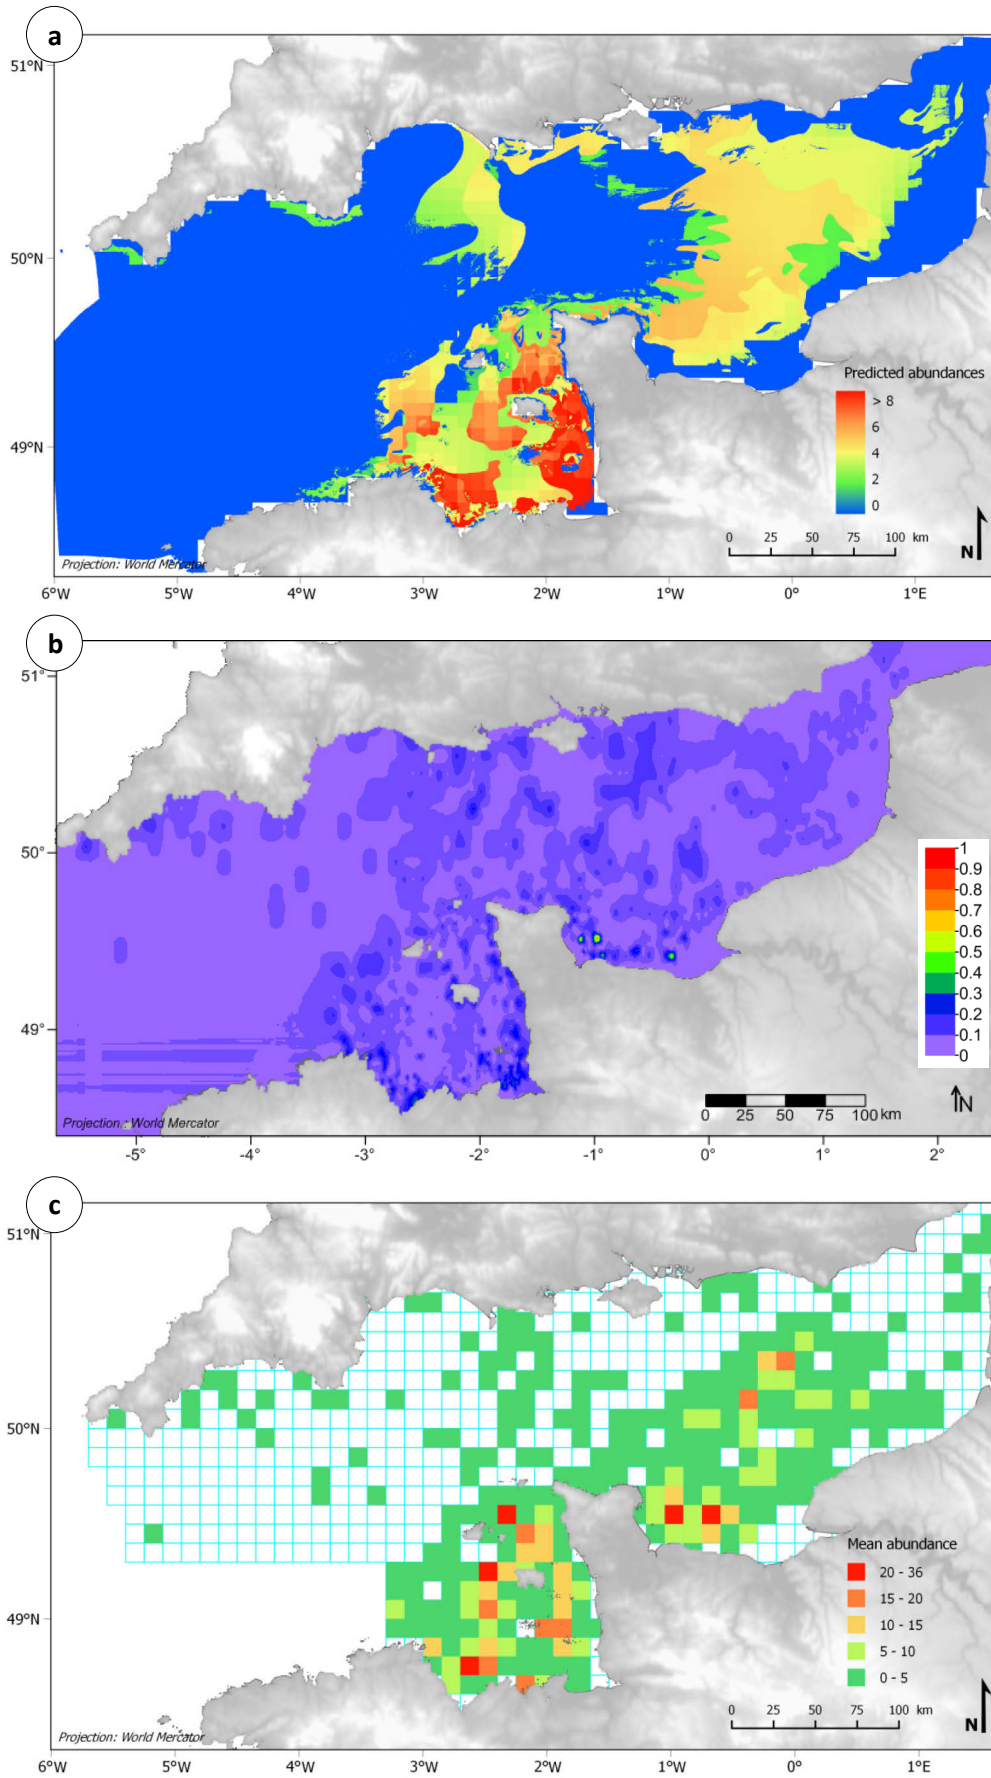 a
51°N
50°N
49°N
Predicted abundances
> 8
6
4
2
0
0 25 50 75 100 km
N
Projection: World Mercator
6°W 5°W 4°W 3°W 2°W 1°W 0° 1°E
b
51°
50°
49°
1
0.9
0.8
0.7
0.6
0.5
0.4
0.3
0.2
0.1
0
N
0 25 50 75 100 km
Projection : World Mercator
-5° -4° -3° -2° -1° 0° 1° 2°
c
51°N
50°N
49°N
Mean abundance
20 - 36
15 - 20
10 - 15
5 - 10
0 - 5
0 25 50 75 100 km
N
Projection: World Mercator
6°W 5°W 4°W 3°W 2°W 1°W 0° 1°E